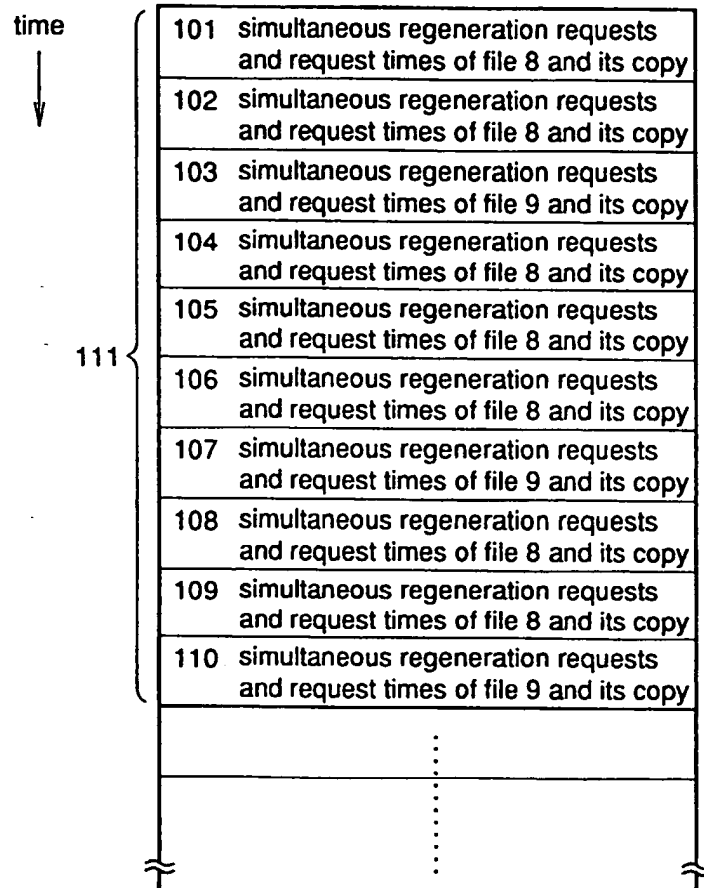 time
101 simultaneous regeneration requests
and request times of file 8 and its copy
102 simultaneous regeneration requests
and request times of file 8 and its copy
103 simultaneous regeneration requests
and request times of file 9 and its copy
104 simultaneous regeneration requests
and request times of file 8 and its copy
105 simultaneous regeneration requests
and request times of file 8 and its copy
111
106 simultaneous regeneration requests
and request times of file 8 and its copy
107 simultaneous regeneration requests
and request times of file 9 and its copy
108 simultaneous regeneration requests
and request times of file 8 and its copy
109 simultaneous regeneration requests
and request times of file 8 and its copy
110 simultaneous regeneration requests
and request times of file 9 and its copy